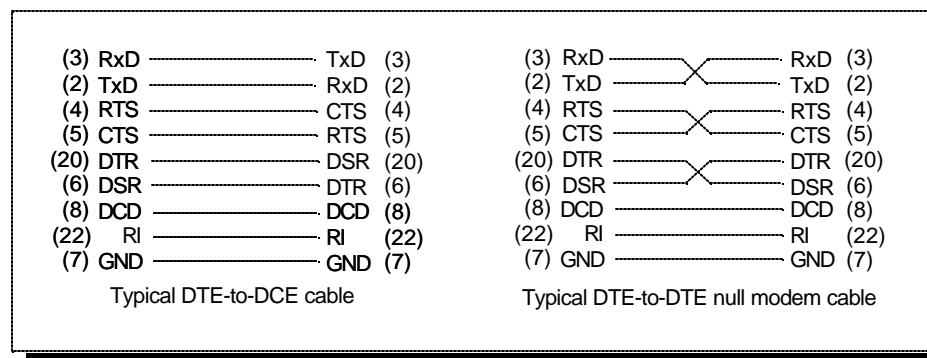 (3) RxD TxD (3)
(2) TxD RxD (2)
(4) RTS CTS (4)
(5) CTS RTS (5)
(20) DTR DSR (20)
(6) DSR DTR (6)
(8) DCD DCD (8)
(22) RI RI (22)
(7) GND GND (7)
Typical DTE-to-DCE cable
(3) RxD RxD (3)
(2) TxD TxD (2)
(4) RTS RTS (4)
(5) CTS CTS (5)
(20) DTR DTR (20)
(6) DSR DSR (6)
(8) DCD DCD (8)
(22) RI RI (22)
(7) GND GND (7)
Typical DTE-to-DTE null modem cable